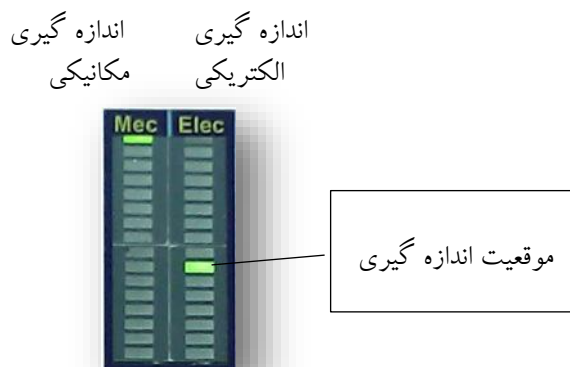 اندازه گیری
الکتریکی
اندازه گیری
مکانیکی
Mec Elec
موقعیت اندازه گیری